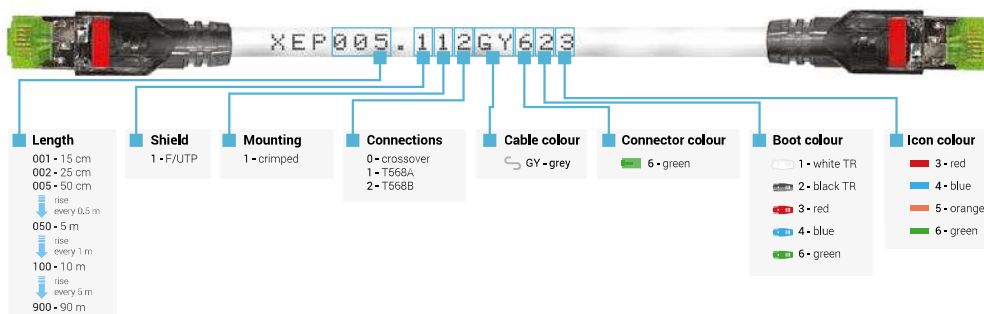 XEP005.112GY623
Length
001 - 15 cm
002 - 25 cm
005 - 50 cm
rise
every 0.5 m
050 - 5 m
rise
every 1 m
100 - 10 m
rise
every 5 m
900 - 90 m
Shield
1 - F/UTP
Mounting
1 - crimped
Connections
0 - crossover
1 - T568A
2 - T568B
Cable colour
GY - grey
Connector colour
6 - green
Boot colour
1 - white TR
2 - black TR
3 - red
4 - blue
6 - green
Icon colour
3 - red
4 - blue
5 - orange
6 - green